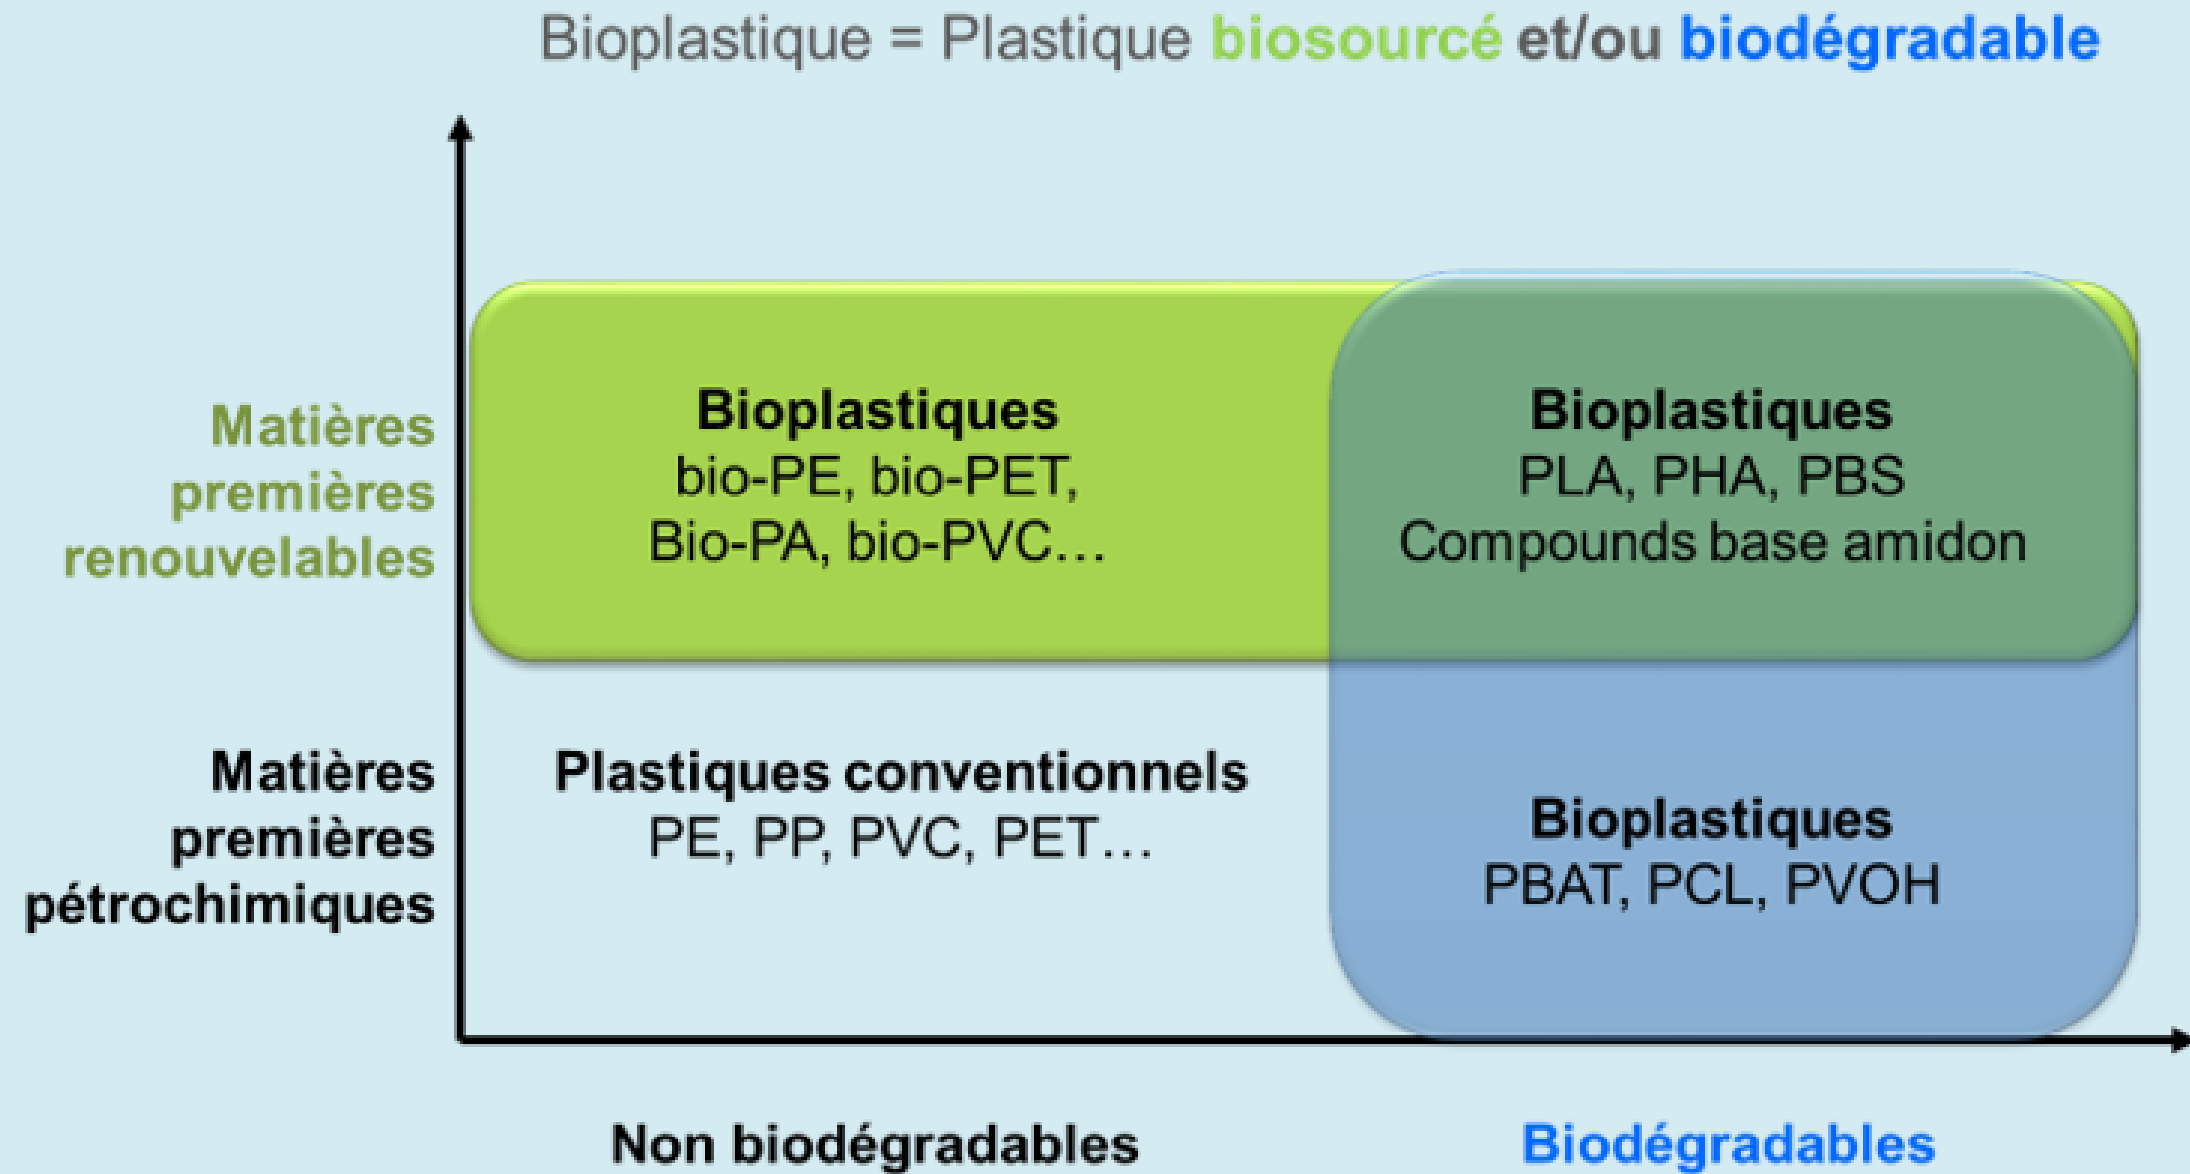 Bioplastique = Plastique biosourcé et/ou biodégradable
Matières
premières
renouvelables
Bioplastiques
bio-PE, bio-PET,
Bio-PA, bio-PVC…
Bioplastiques
PLA, PHA, PBS
Compounds base amidon
Matières
premières
pétrochimiques
Plastiques conventionnels
PE, PP, PVC, PET…
Bioplastiques
PBAT, PCL, PVOH
Non biodégradables
Biodégradables